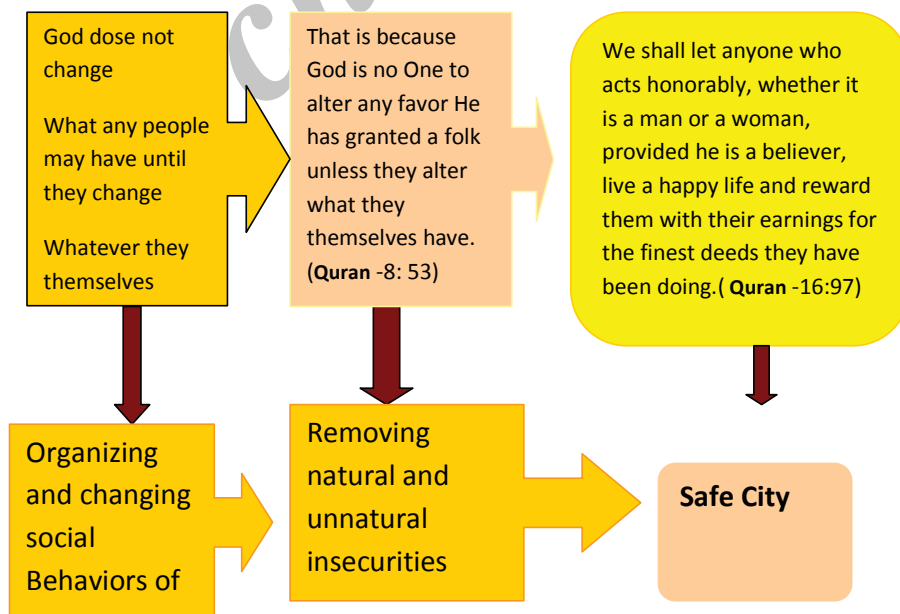 God dose not
change
What any people
may have until
they change
Whatever they
themselves
That is because
God is no One to
alter any favor He
has granted a folk
unless they alter
what they
themselves have.
(Quran -8: 53)
We shall let anyone who
acts honorably, whether it
is a man or a woman,
provided he is a believer,
live a happy life and reward
them with their earnings for
the finest deeds they have
been doing.( Quran -16:97)
Organizing
and changing
social
Behaviors of
Removing
natural and
unnatural
insecurities
Safe City